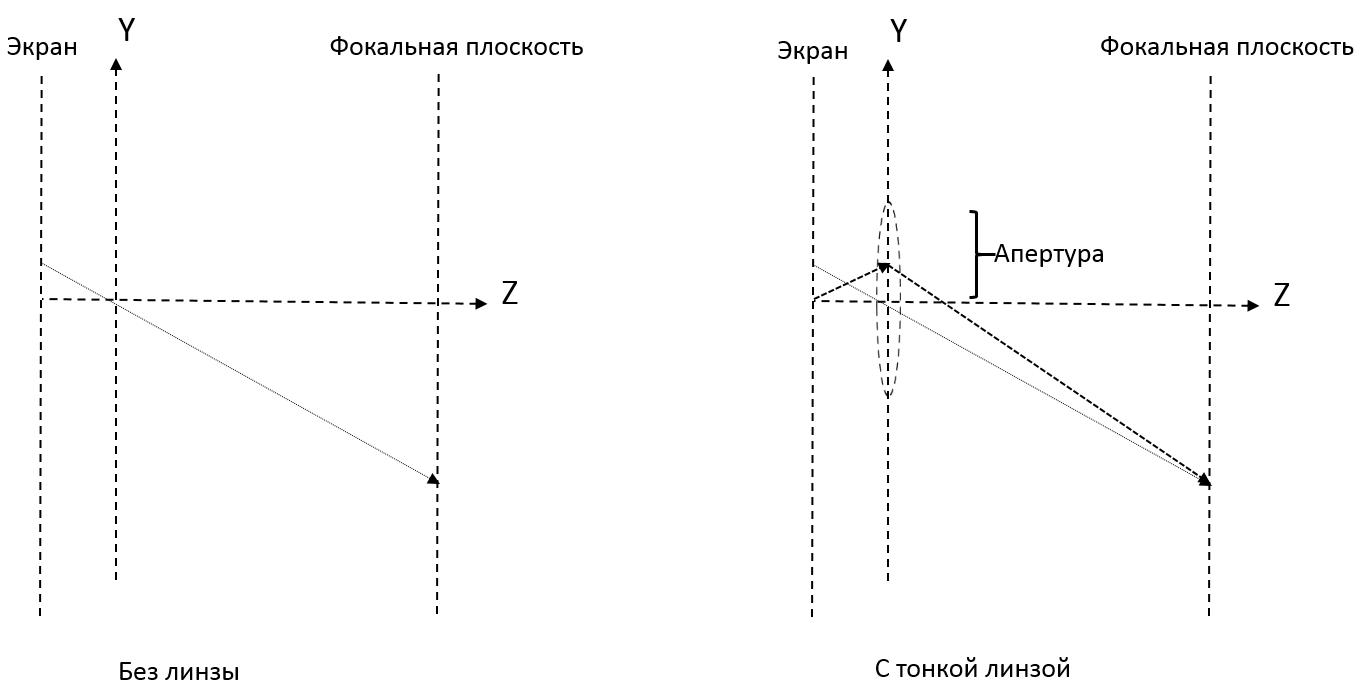 Экран
Y
Фокальная плоскость
Z
Без линзы
Экран
Y
Фокальная плоскость
Апертура
Z
С тонкой линзой